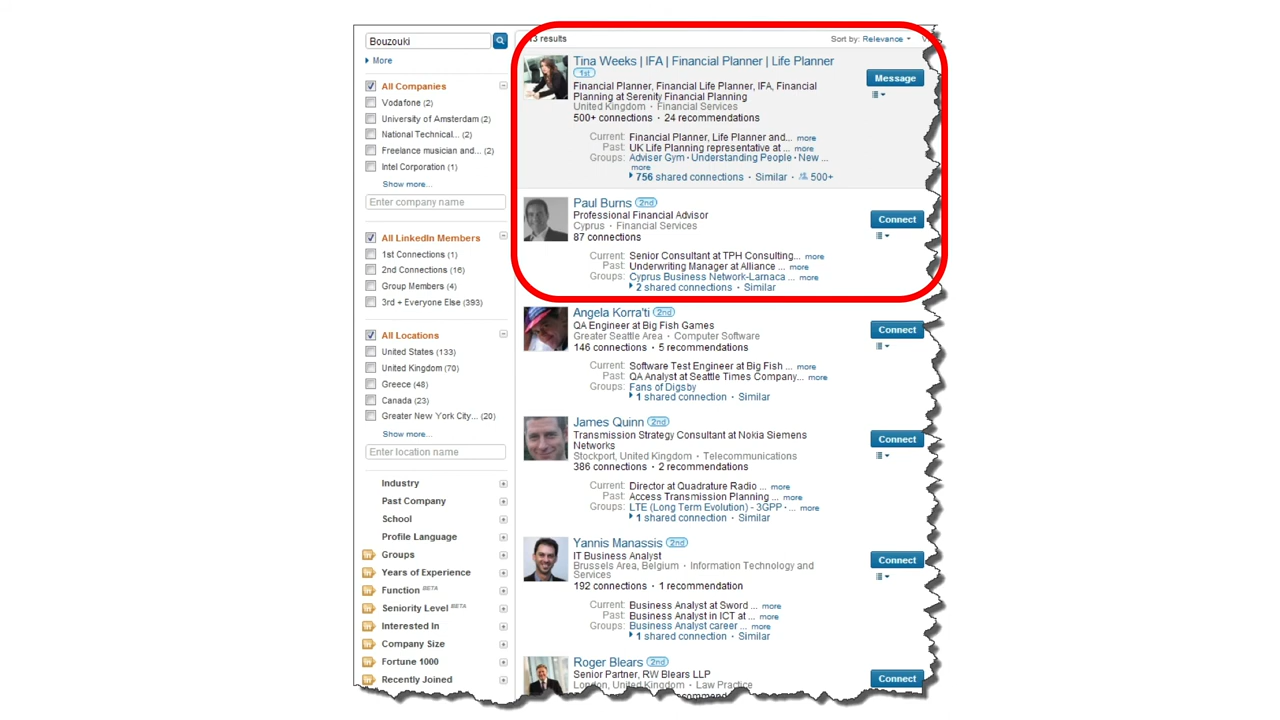 Bouzouki
More
All Companies
Vodafone (2)
University of Amsterdam (2)
National Technical... (2)
Freelance musician and... (2)
Intel Corporation (1)
Show more...
Enter company name
All LinkedIn Members
1st Connections (1)
2nd Connections (16)
Group Members (4)
3rd + Everyone Else (393)
All Locations
United States (133)
United Kingdom (70)
Greece (48)
Canada (23)
Greater New York City... (20)
Show more...
Enter location name
Industry
Past Company
School
Profile Language
Groups
Years of Experience
Function BETA
Seniority Level BETA
Interested In
Company Size
Fortune 1000
Recently Joined
results
Sort by: Relevance
Tina Weeks | IFA | Financial Planner | Life Planner
1st
Message
Financial Planner, Financial Life Planner, IFA, Financial
Planning at Serenity Financial Planning
United Kingdom · Financial Services
500+ connections · 24 recommendations
Current: Financial Planner, Life Planner and... more
Past: UK Life Planning representative at ... more
Groups: Adviser Gym · Understanding People · New ...
more
756 shared connections · Similar · 500+
Paul Burns 2nd
Connect
Professional Financial Advisor
Cyprus · Financial Services
87 connections
Current: Senior Consultant at TPH Consulting... more
Past: Underwriting Manager at Alliance ... more
Groups: Cyprus Business Network-Larnaca ... more
2 shared connections · Similar
Angela Korra'ti 2nd
Connect
QA Engineer at Big Fish Games
Greater Seattle Area · Computer Software
146 connections · 5 recommendations
Current: Software Test Engineer at Big Fish ... more
Past: QA Analyst at Seattle Times Company... more
Groups: Fans of Digsby
1 shared connection · Similar
James Quinn 2nd
Connect
Transmission Strategy Consultant at Nokia Siemens
Networks
Stockport, United Kingdom · Telecommunications
386 connections · 2 recommendations
Current: Director at Quadrature Radio ... more
Past: Access Transmission Planning ... more
Groups: LTE (Long Term Evolution) - 3GPP · ... more
1 shared connection · Similar
Yannis Manassis 2nd
Connect
IT Business Analyst
Brussels Area, Belgium · Information Technology and
Services
192 connections · 1 recommendation
Current: Business Analyst at Sword ... more
Past: Business Analyst in ICT at ... more
Groups: Business Analyst career ... more
1 shared connection · Similar
Roger Blears 2nd
Connect
Senior Partner, RW Blears LLP
London, United Kingdom · Law Practice